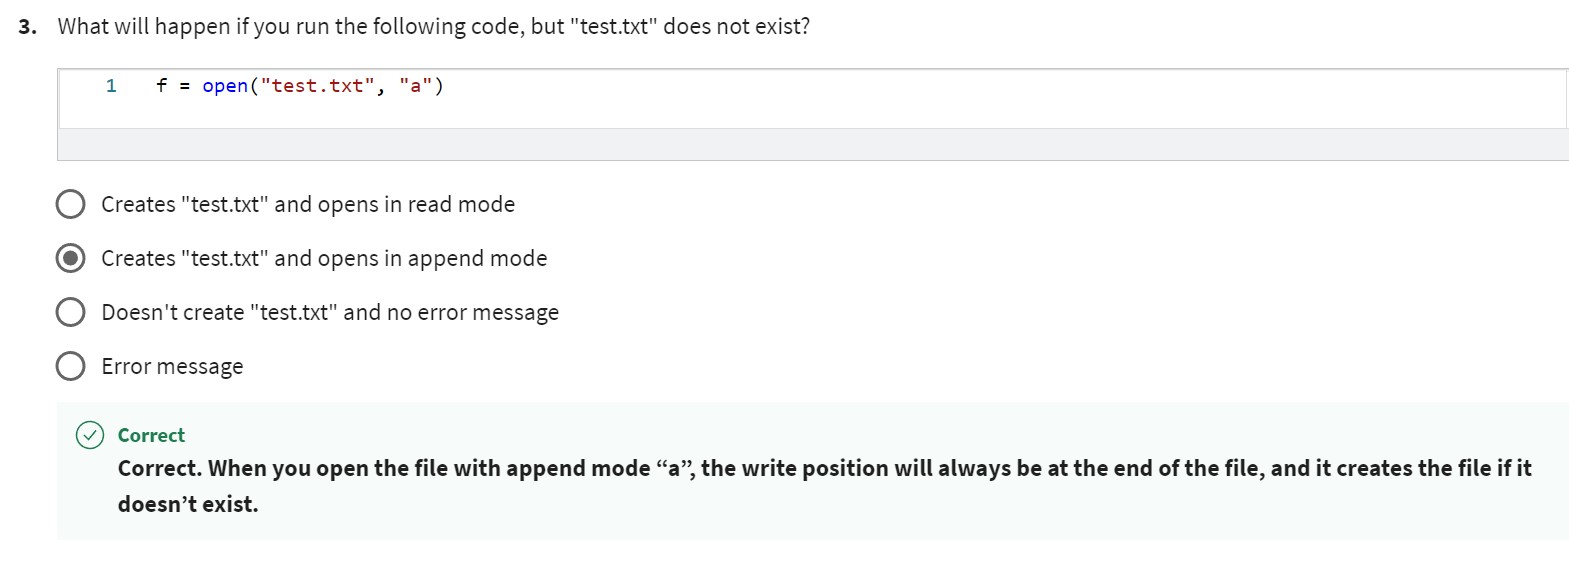 3. What will happen if you run the following code, but "test.txt" does not exist?
1 f = open("test.txt", "a")
Creates "test.txt" and opens in read mode
Creates "test.txt" and opens in append mode
Doesn't create "test.txt" and no error message
Error message
Correct
Correct. When you open the file with append mode “a”, the write position will always be at the end of the file, and it creates the file if it
doesn’t exist.